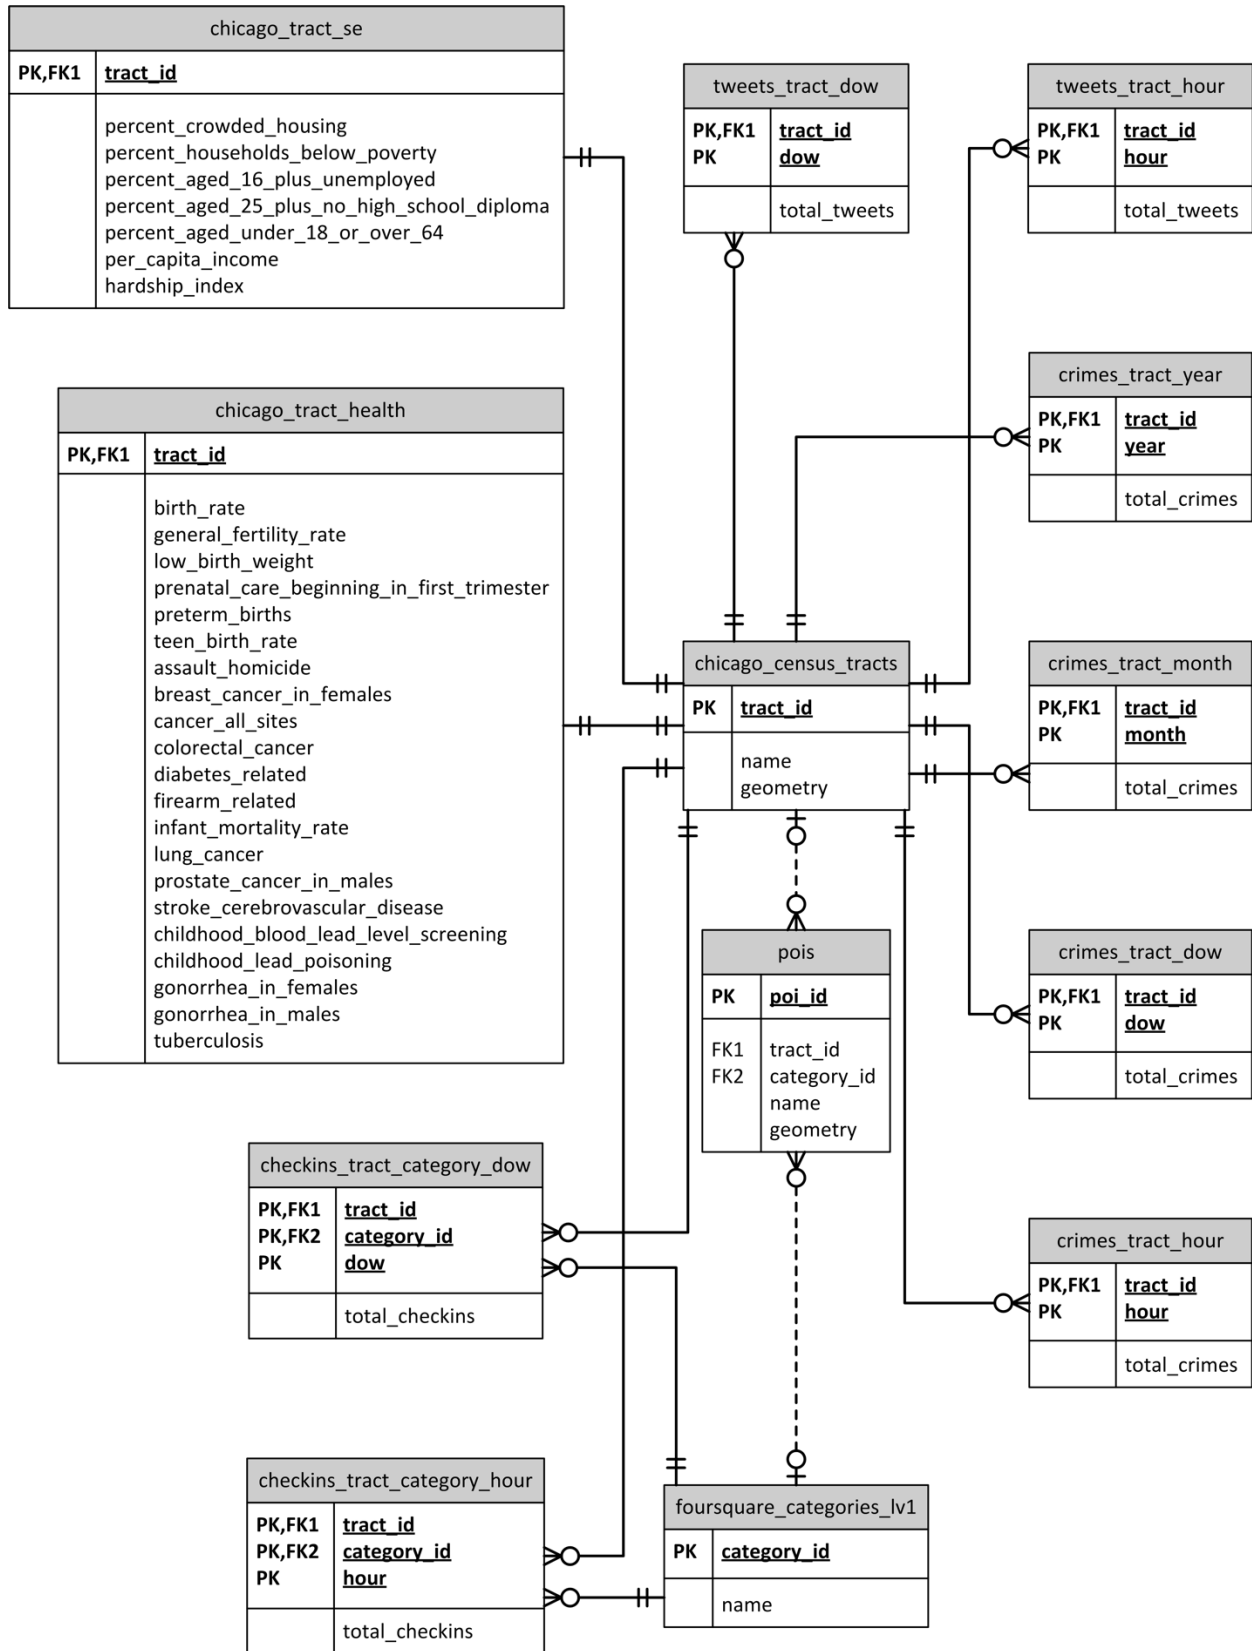 chicago_tract_se
PK,FK1 tract_id
percent_crowded_housing
percent_households_below_poverty
percent_aged_16_plus_unemployed
percent_aged_25_plus_no_high_school_diploma
percent_aged_under_18_or_over_64
per_capita_income
hardship_index
tweets_tract_dow
PK,FK1 tract_id
PK dow
total_tweets
tweets_tract_hour
PK,FK1 tract_id
PK hour
total_tweets
crimes_tract_year
PK,FK1 tract_id
PK year
total_crimes
chicago_tract_health
PK,FK1 tract_id
birth_rate
general_fertility_rate
low_birth_weight
prenatal_care_beginning_in_first_trimester
preterm_births
teen_birth_rate
assault_homicide
breast_cancer_in_females
cancer_all_sites
colorectal_cancer
diabetes_related
firearm_related
infant_mortality_rate
lung_cancer
prostate_cancer_in_males
stroke_cerebrovascular_disease
childhood_blood_lead_level_screening
childhood_lead_poisoning
gonorrhea_in_females
gonorrhea_in_males
tuberculosis
chicago_census_tracts
PK tract_id
name
geometry
crimes_tract_month
PK,FK1 tract_id
PK month
total_crimes
pois
PK poi_id
FK1 tract_id
FK2 category_id
name
geometry
crimes_tract_dow
PK,FK1 tract_id
PK dow
total_crimes
checkins_tract_category_dow
PK,FK1 tract_id
PK,FK2 category_id
PK dow
total_checkins
crimes_tract_hour
PK,FK1 tract_id
PK hour
total_crimes
checkins_tract_category_hour
PK,FK1 tract_id
PK,FK2 category_id
PK hour
total_checkins
foursquare_categories_lv1
PK category_id
name